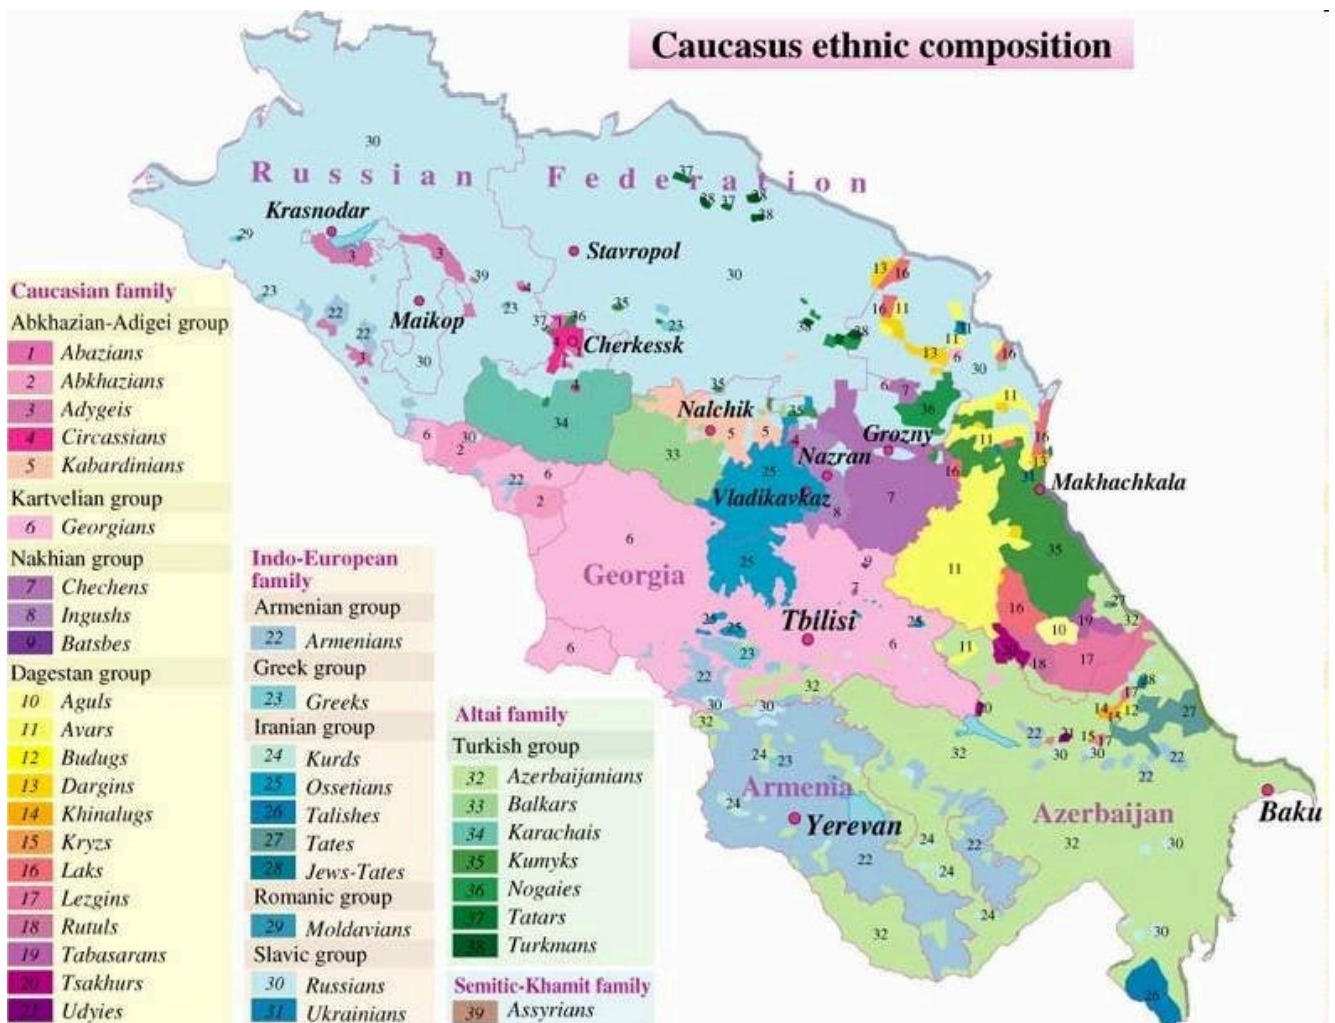 Caucasus ethnic composition
Russian Federation
Krasnodar
Stavropol
Maikop
Cherkessk
Nalchik
Grozny
Nazran
Vladikavkaz
Makhachkala
Georgia
Tbilisi
Armenia
Yerevan
Azerbaijan
Baku
Caucasian family
Abkhazian-Adigei group
1 Abazians
2 Abkhazians
3 Adygeis
4 Circassians
5 Kabardinians
Kartvelian group
6 Georgians
Nakhian group
7 Chechens
8 Ingushs
9 Batsbes
Dagestan group
10 Aguls
11 Avars
12 Budugs
13 Dargins
14 Khinalugs
15 Kryzs
16 Laks
17 Lezgins
18 Rutuls
19 Tabasarans
20 Tsakhurs
21 Udyies
Indo-European
family
Armenian group
22 Armenians
Greek group
23 Greeks
Iranian group
24 Kurds
25 Ossetians
26 Talishes
27 Tates
28 Jews-Tates
Romanic group
29 Moldavians
Slavic group
30 Russians
31 Ukrainians
Altai family
Turkish group
32 Azerbaijanians
33 Balkars
34 Karachais
35 Kumyks
36 Nogaies
37 Tatars
38 Turkmans
Semitic-Khamit family
39 Assyrians